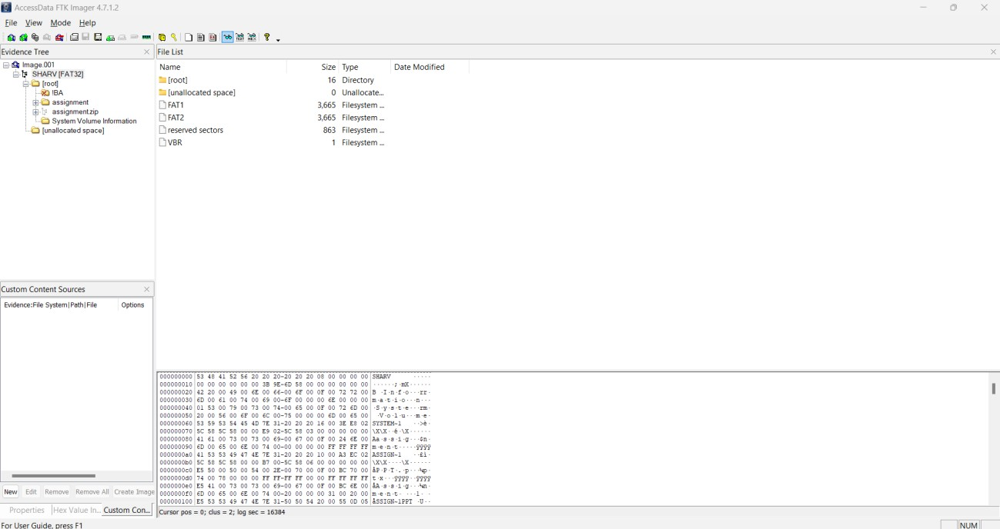 AccessData FTK Imager 4.7.1.2
File View Mode Help
Evidence Tree
Image.001
SHARV [FAT32]
[root]
!BA
assignment
assignment.zip
System Volume Information
[unallocated space]
File List
Name Size Type Date Modified
[root] 16 Directory
[unallocated space] 0 Unallocate...
FAT1 3,665 Filesystem ...
FAT2 3,665 Filesystem ...
reserved sectors 863 Filesystem ...
VBR 1 Filesystem ...
Custom Content Sources
Evidence:File System|Path|File Options
New Edit Remove Remove All Create Image
Properties Hex Value In... Custom Con...
000000000 53 48 41 52 56 20 20 20-20 20 20 08 00 00 00 00 SHARV ·····
000000010 00 00 00 00 00 00 3B 9E-6D 58 00 00 00 00 00 00 ······;·mX······
000000020 42 20 00 49 00 6E 00 66-00 6F 00 0F 00 72 72 00 B ·I·n·f·o···rr·
000000030 6D 00 61 00 74 00 69 00-6F 00 00 00 6E 00 00 00 m·a·t·i·o···n···
000000040 01 53 00 79 00 73 00 74-00 65 00 0F 00 72 6D 00 ·S·y·s·t·e···rm·
000000050 20 00 56 00 6F 00 6C 00-75 00 00 00 6D 00 65 00 ·V·o·l·u···m·e·
000000060 53 59 53 54 45 4D 7E 31-20 20 20 16 00 3E E8 02 SYSTEM~1 ··>è·
000000070 5C 58 5C 58 00 00 E9 02-5C 58 03 00 00 00 00 00 \X\X··é·\X······
000000080 41 61 00 73 00 73 00 69-00 67 00 0F 00 24 6E 00 Aa·s·s·i·g···$n·
000000090 6D 00 65 00 6E 00 74 00-00 00 00 00 FF FF FF FF m·e·n·t·····ÿÿÿÿ
0000000a0 41 53 53 49 47 4E 7E 31-20 20 20 10 00 A3 EC 02 ASSIGN~1 ··£ì·
0000000b0 5C 58 5C 58 00 00 B7 00-5C 58 06 00 00 00 00 00 \X\X····\X······
0000000c0 E5 50 00 50 00 54 00 2E-00 70 00 0F 00 BC 70 00 åP·P·T·.·p···¼p·
0000000d0 74 00 78 00 00 00 FF FF-FF FF 00 00 FF FF FF FF t·x···ÿÿÿÿ··ÿÿÿÿ
0000000e0 E5 41 00 73 00 73 00 69-00 67 00 0F 00 BC 6E 00 åA·s·s·i·g···¼n·
0000000f0 6D 00 65 00 6E 00 74 00-20 00 00 00 31 00 20 00 m·e·n·t· ···1· ·
000000100 E5 53 53 49 47 4E 7E 31-50 50 54 20 00 55 0D 05 åSSIGN~1PPT ·U··
Cursor pos = 0; clus = 2; log sec = 16384
For User Guide, press F1
NUM